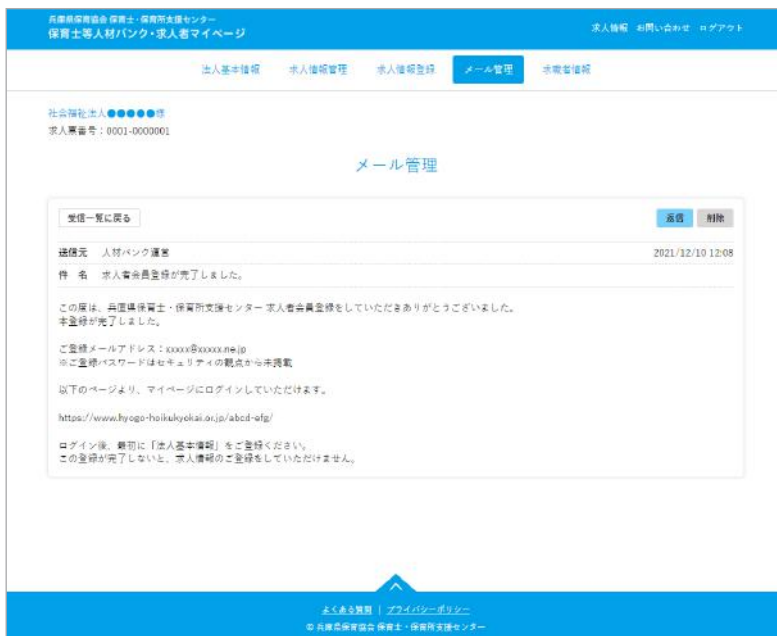 兵庫県保育協会 保育士・保育所支援センター
保育士等人材バンク・求人者マイページ
求人情報 お問い合わせ ログアウト
法人基本情報 求人情報管理 求人情報登録 メール管理 求職者情報
社会福祉法人●●●●●様
求人票番号：0001-0000001
メール管理
受信一覧に戻る 返信 削除
送信元 人材バンク運営 2021/12/10 12:08
件 名 求人者会員登録が完了しました。
この度は、兵庫県保育士・保育所支援センター 求人者会員登録をしていただきありがとうございました。
本登録が完了しました。
ご登録メールアドレス：xxxxx@xxxxx.ne.jp
※ご登録パスワードはセキュリティの観点から未掲載
以下のページより、マイページにログインしていただけます。
https://www.hyogo-hoikukyokai.or.jp/abcd-efg/
ログイン後、最初に「法人基本情報」をご登録ください。
この登録が完了しないと、求人情報のご登録をしていただけません。
よくある質問 | プライバシーポリシー
© 兵庫県保育協会 保育士・保育所支援センター